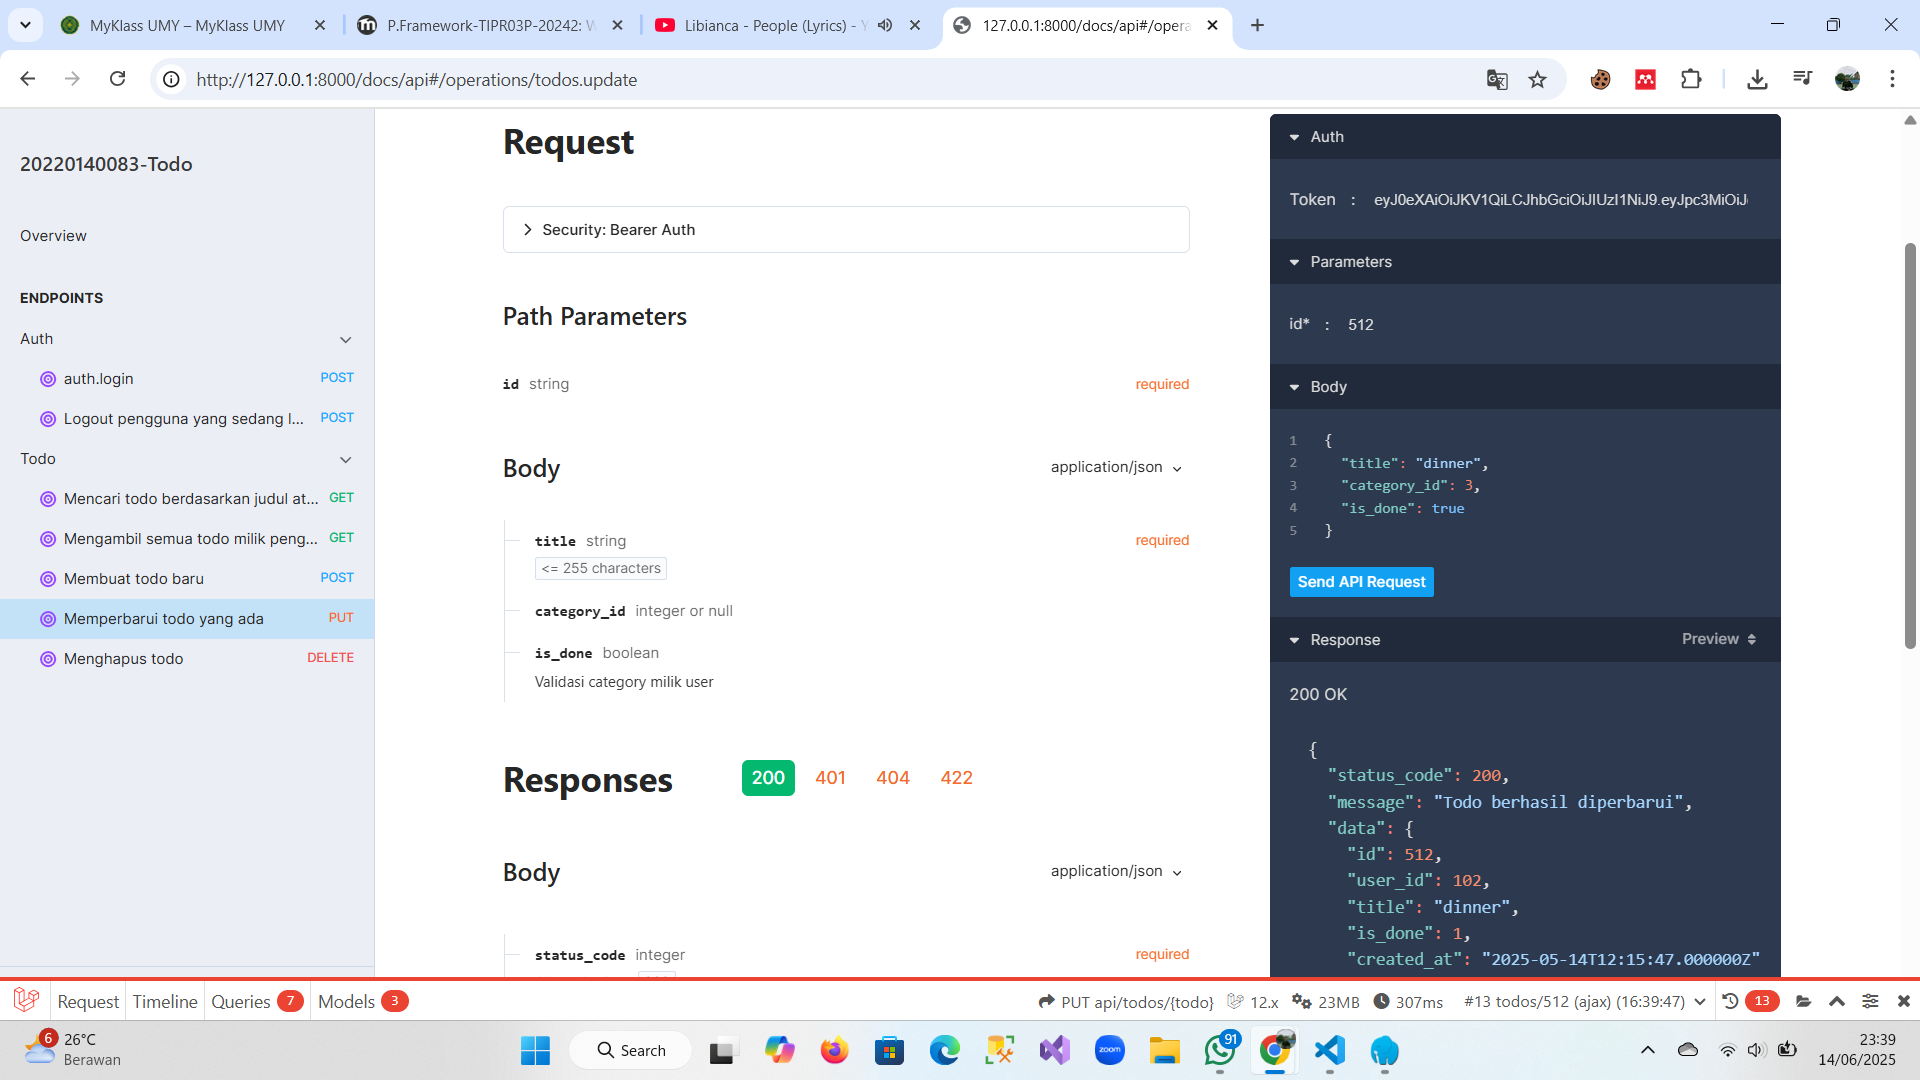 MyKlass UMY – MyKlass UMY
P.Framework-TIPR03P-20242: W
Libianca - People (Lyrics) - Y
127.0.0.1:8000/docs/api#/opera
http://127.0.0.1:8000/docs/api#/operations/todos.update
20220140083-Todo
Overview
ENDPOINTS
Auth
auth.login POST
Logout pengguna yang sedang l... POST
Todo
Mencari todo berdasarkan judul at... GET
Mengambil semua todo milik peng... GET
Membuat todo baru POST
Memperbarui todo yang ada PUT
Menghapus todo DELETE
Request
Security: Bearer Auth
Path Parameters
id string required
Body application/json
title string required
<= 255 characters
category_id integer or null
is_done boolean
Validasi category milik user
Responses 200 401 404 422
Body application/json
status_code integer required
Auth
Token : eyJ0eXAiOiJKV1QiLCJhbGciOiJIUzI1NiJ9.eyJpc3MiOiJ
Parameters
id* : 512
Body
1 {
2 "title": "dinner",
3 "category_id": 3,
4 "is_done": true
5 }
Send API Request
Response Preview
200 OK
{
"status_code": 200,
"message": "Todo berhasil diperbarui",
"data": {
"id": 512,
"user_id": 102,
"title": "dinner",
"is_done": 1,
"created_at": "2025-05-14T12:15:47.000000Z"
Request Timeline Queries 7 Models 3 PUT api/todos/{todo} 12.x 23MB 307ms #13 todos/512 (ajax) (16:39:47) 13
6 26°C
Berawan
Search
zoom
91
23:39
14/06/2025